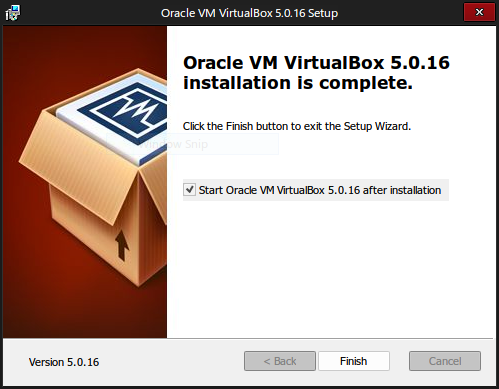 Oracle VM VirtualBox 5.0.16 Setup
Oracle VM VirtualBox 5.0.16
installation is complete.
Click the Finish button to exit the Setup Wizard.
Window Snip
Start Oracle VM VirtualBox 5.0.16 after installation
Version 5.0.16
< Back
Finish
Cancel